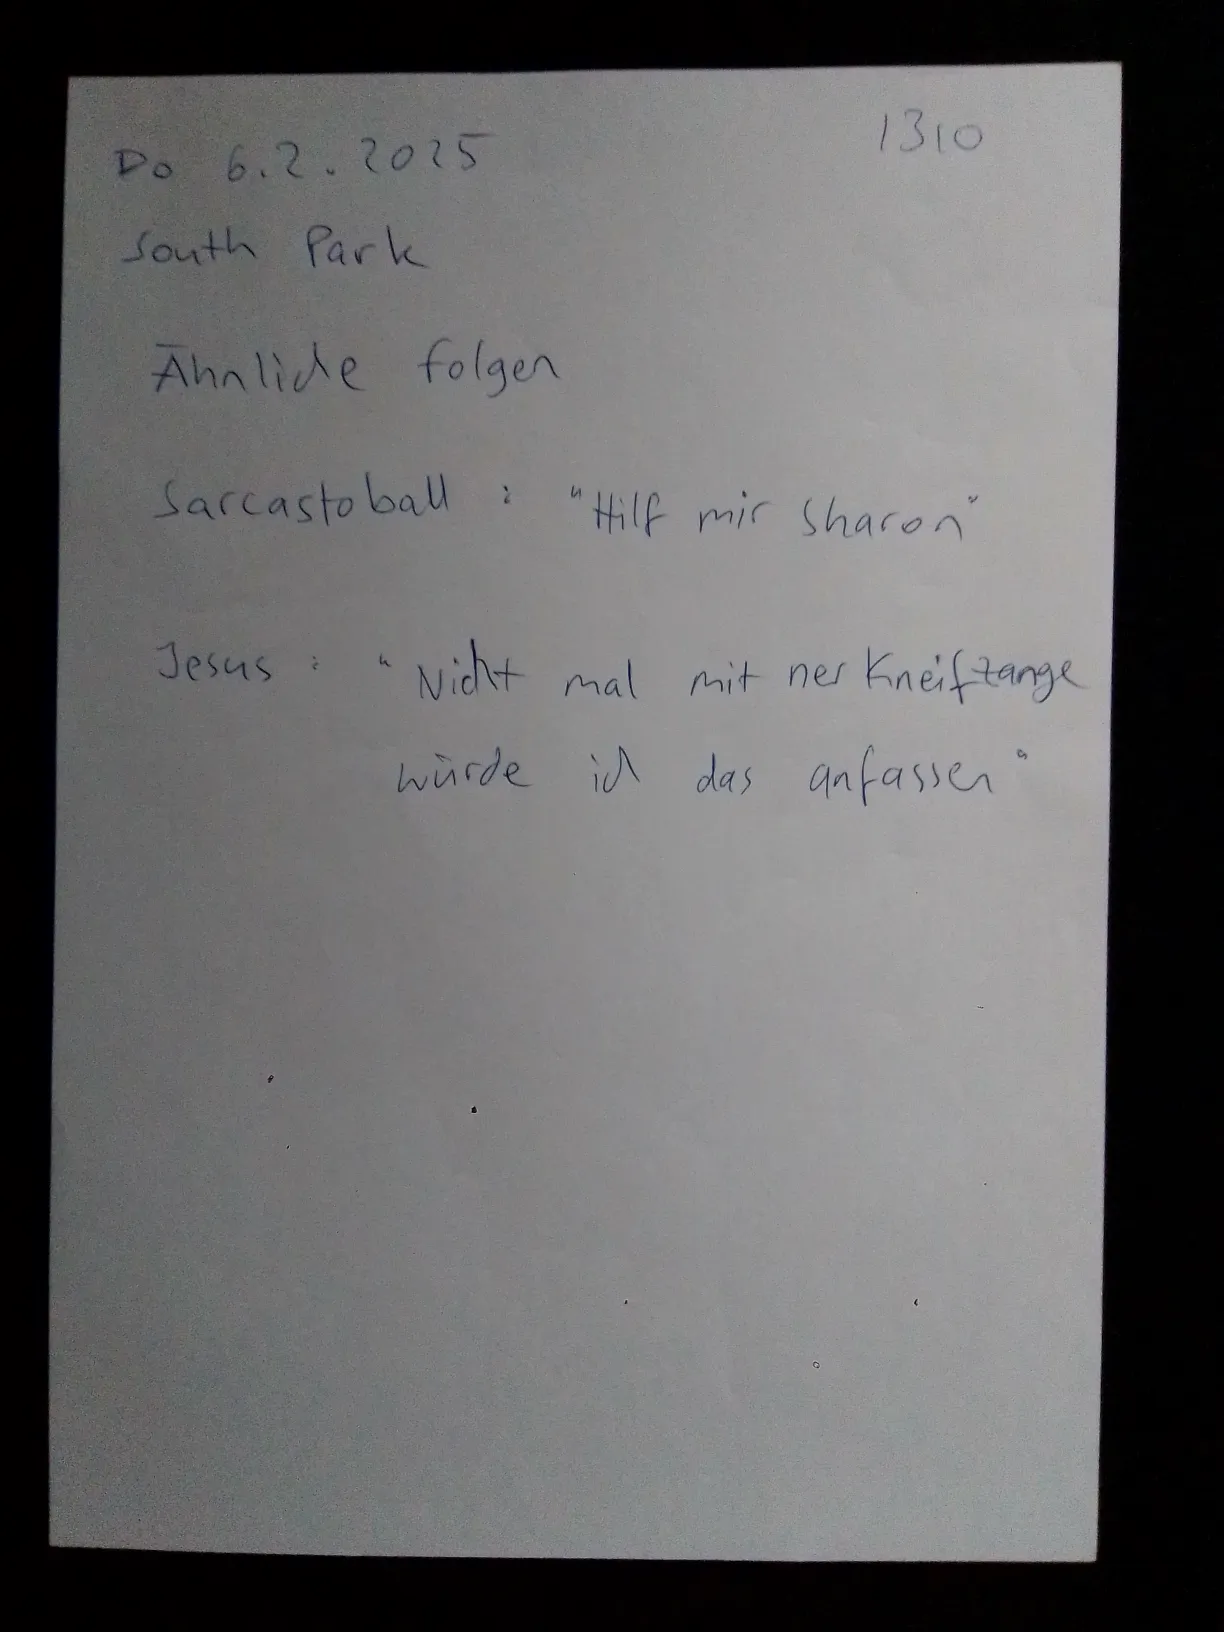 1310
Do 6.2.2025
South Park
Ähnliche folgen
Sarcastoball : "Hilf mir Sharon"
Jesus : "Nicht mal mit ner Kneifzange
würde ich das anfassen"